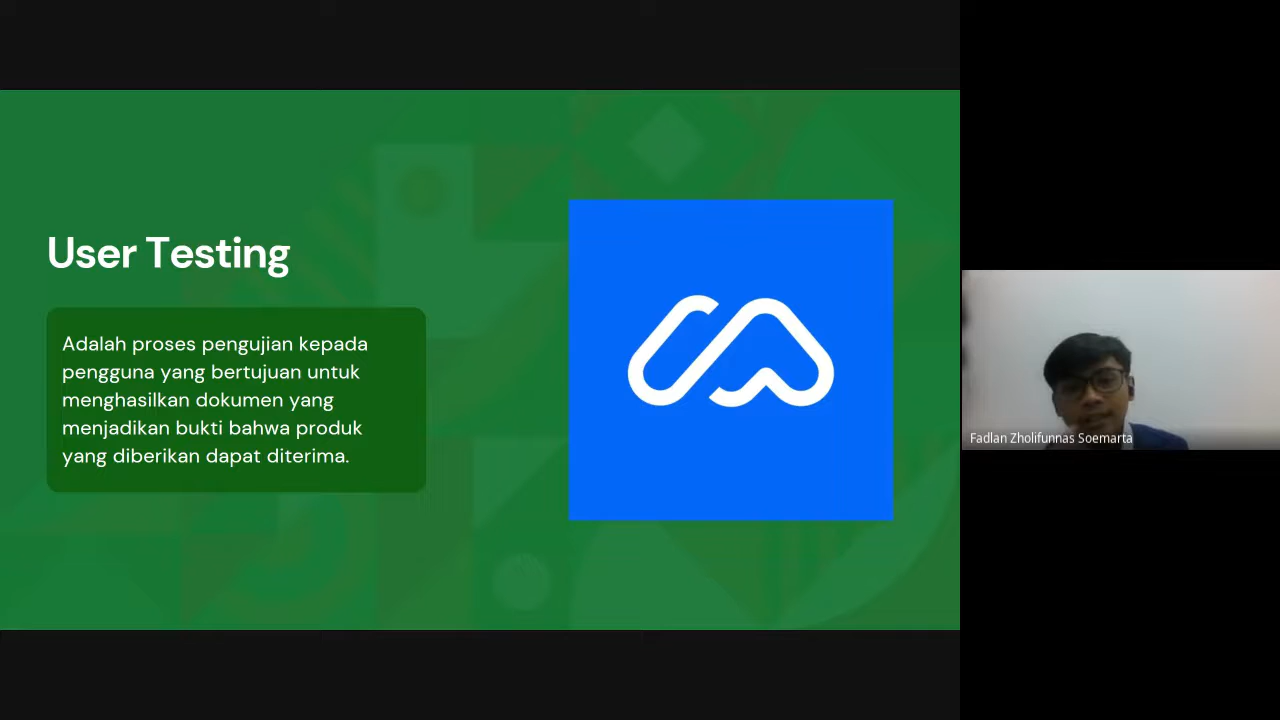 User Testing
Adalah proses pengujian kepada
pengguna yang bertujuan untuk
menghasilkan dokumen yang
menjadikan bukti bahwa produk
yang diberikan dapat diterima.
Fadlan Zholifunnas Soemarta